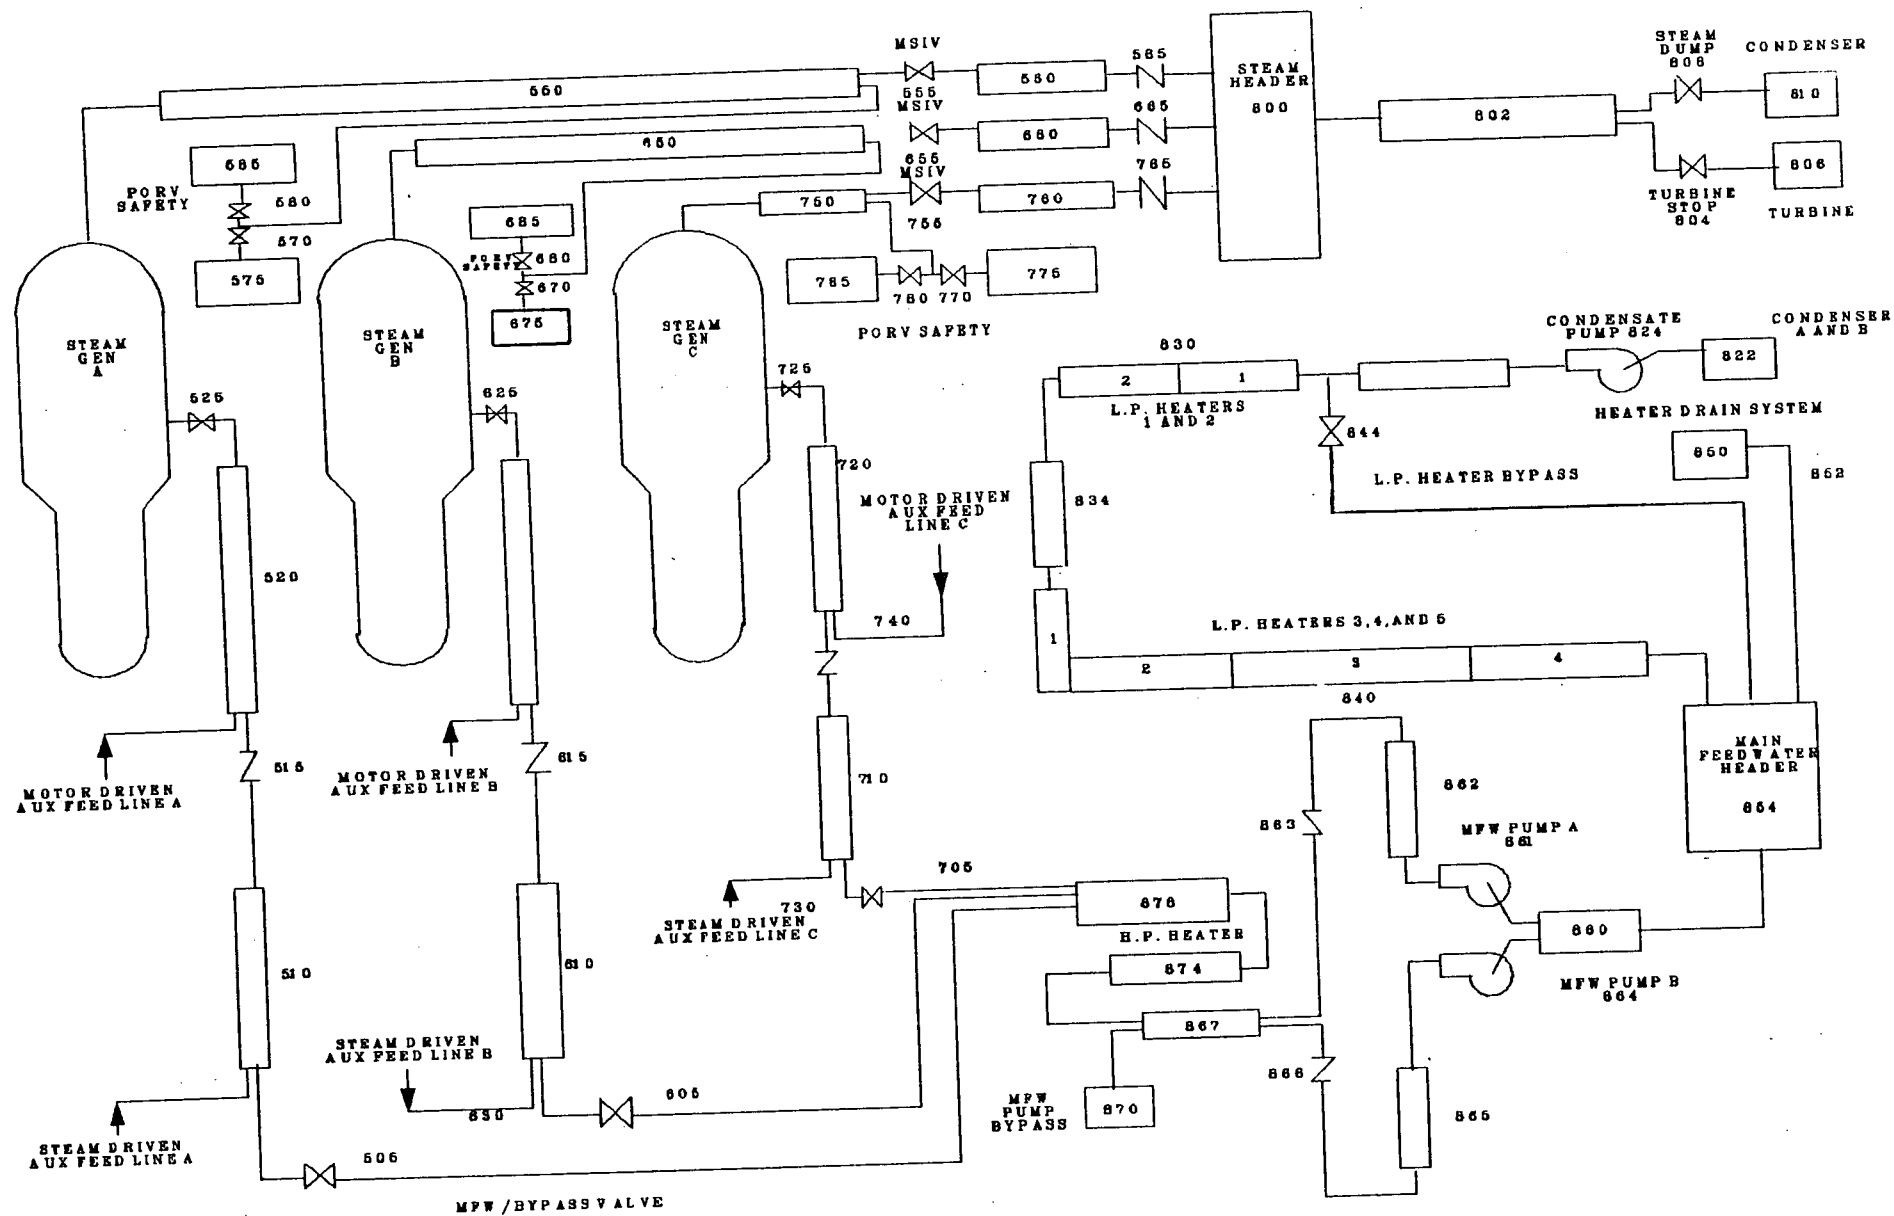 MSIV
565
STEAM
DUMP
808
CONDENSER
550
555
560
STEAM
HEADER
800
810
MSIV
665
802
650
655
660
585
PORV
SAFETY
580
570
575
MSIV
765
750
755
760
806
TURBINE
STOP
804
TURBINE
685
PORV
SAFETY
680
670
675
785
780
770
775
PORV SAFETY
STEAM
GEN
A
STEAM
GEN
B
STEAM
GEN
C
CONDENSATE
PUMP 824
CONDENSER
A AND B
822
830
2
1
L.P. HEATERS
1 AND 2
525
625
725
HEATER DRAIN SYSTEM
844
850
852
L.P. HEATER BYPASS
720
834
MOTOR DRIVEN
AUX FEED
LINE C
520
740
L.P. HEATERS 3,4,AND 5
1
2
3
4
840
MOTOR DRIVEN
AUX FEED LINE A
515
MOTOR DRIVEN
AUX FEED LINE B
615
710
MAIN
FEEDWATER
HEADER
854
862
863
MFW PUMP A
861
705
730
STEAM DRIVEN
AUX FEED LINE C
878
H.P. HEATER
874
860
MFW PUMP B
864
510
610
867
STEAM DRIVEN
AUX FEED LINE B
630
605
866
MFW
PUMP
BYPASS
870
865
STEAM DRIVEN
AUX FEED LINE A
505
MFW/BYPASS VALVE